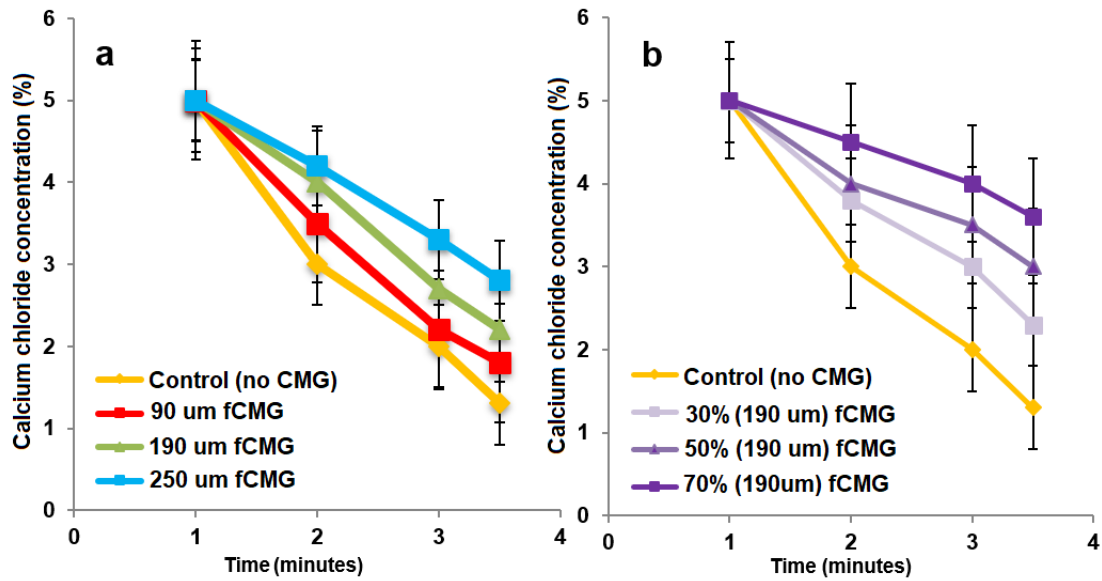 a
Calcium chloride concentration (%)
6
5
4
3
2
1
0
Control (no CMG)
90 um fCMG
190 um fCMG
250 um fCMG
0 1 2 3 4
Time (minutes)
b
Calcium chloride concentration (%)
6
5
4
3
2
1
0
Control (no CMG)
30% (190 um) fCMG
50% (190 um) fCMG
70% (190um) fCMG
0 1 2 3 4
Time (minutes)